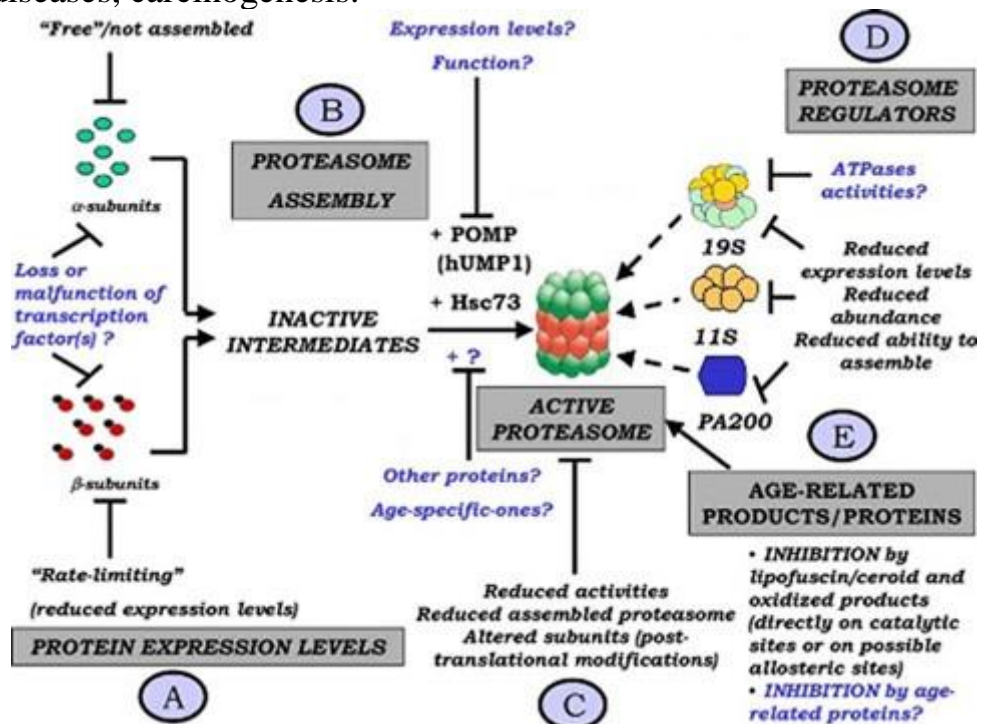 diseases, carcinogenesis.
"Free"/not assembled
α-subunits
Loss or
malfunction of
transcription
factor(s) ?
β-subunits
"Rate-limiting"
(reduced expression levels)
PROTEIN EXPRESSION LEVELS
A
B
PROTEASOME
ASSEMBLY
INACTIVE
INTERMEDIATES
Expression levels?
Function?
+ POMP
(hUMP1)
+ Hsc73
+ ?
Other proteins?
Age-specific-ones?
ACTIVE
PROTEASOME
Reduced activities
Reduced assembled proteasome
Altered subunits (post-
translational modifications)
C
D
PROTEASOME
REGULATORS
ATPases
activities?
19S
11S
PA200
Reduced
expression levels
Reduced
abundance
Reduced ability to
assemble
E
AGE-RELATED
PRODUCTS/PROTEINS
• INHIBITION by
lipofuscin/ceroid and
oxidized products
(directly on catalytic
sites or on possible
allosteric sites)
• INHIBITION by age-
related proteins?